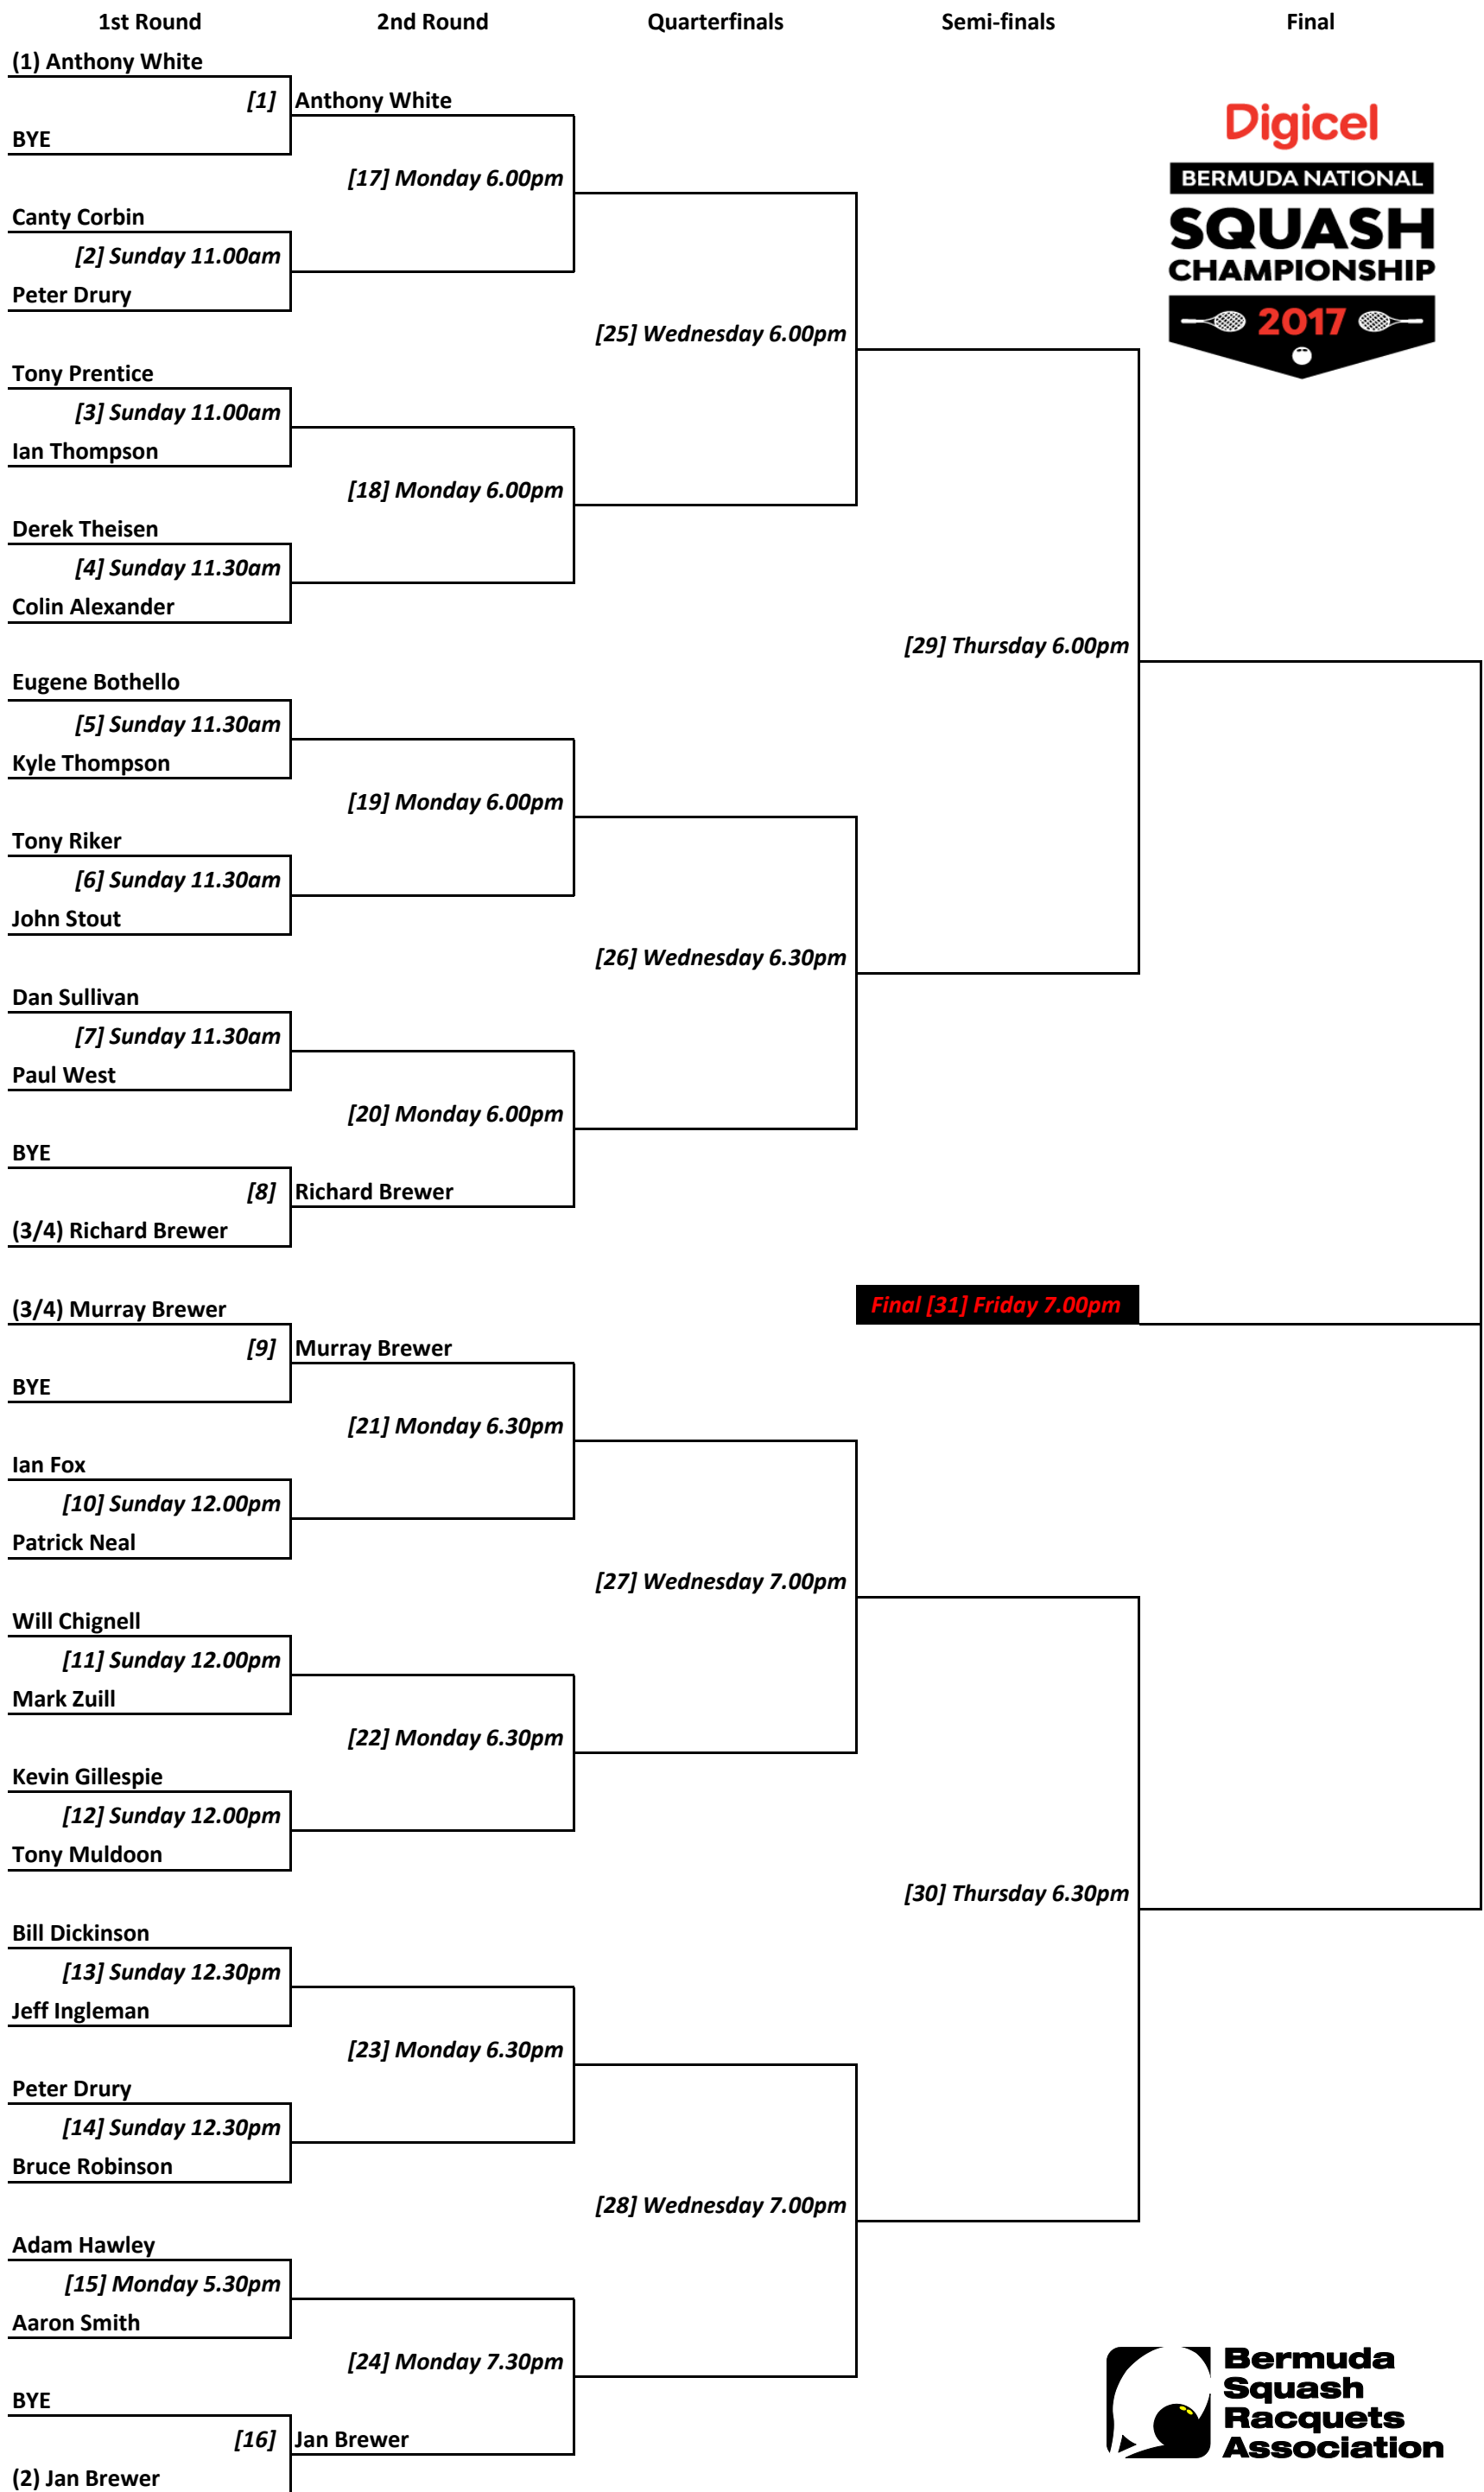 1st Round 2nd Round Quarterfinals Semi-finals Final
(1) Anthony White
[1] Anthony White
BYE
[17] Monday 6.00pm
Canty Corbin
[2] Sunday 11.00am
Peter Drury
[25] Wednesday 6.00pm
Tony Prentice
[3] Sunday 11.00am
Ian Thompson
[18] Monday 6.00pm
Derek Theisen
[4] Sunday 11.30am
Colin Alexander
[29] Thursday 6.00pm
Eugene Bothello
[5] Sunday 11.30am
Kyle Thompson
[19] Monday 6.00pm
Tony Riker
[6] Sunday 11.30am
John Stout
[26] Wednesday 6.30pm
Dan Sullivan
[7] Sunday 11.30am
Paul West
[20] Monday 6.00pm
BYE
[8] Richard Brewer
(3/4) Richard Brewer
Final [31] Friday 7.00pm
(3/4) Murray Brewer
[9] Murray Brewer
BYE
[21] Monday 6.30pm
Ian Fox
[10] Sunday 12.00pm
Patrick Neal
[27] Wednesday 7.00pm
Will Chignell
[11] Sunday 12.00pm
Mark Zuill
[22] Monday 6.30pm
Kevin Gillespie
[12] Sunday 12.00pm
Tony Muldoon
[30] Thursday 6.30pm
Bill Dickinson
[13] Sunday 12.30pm
Jeff Ingleman
[23] Monday 6.30pm
Peter Drury
[14] Sunday 12.30pm
Bruce Robinson
[28] Wednesday 7.00pm
Adam Hawley
[15] Monday 5.30pm
Aaron Smith
[24] Monday 7.30pm
BYE
[16] Jan Brewer
(2) Jan Brewer
Digicel
BERMUDA NATIONAL
SQUASH
CHAMPIONSHIP
2017
Bermuda
Squash
Racquets
Association